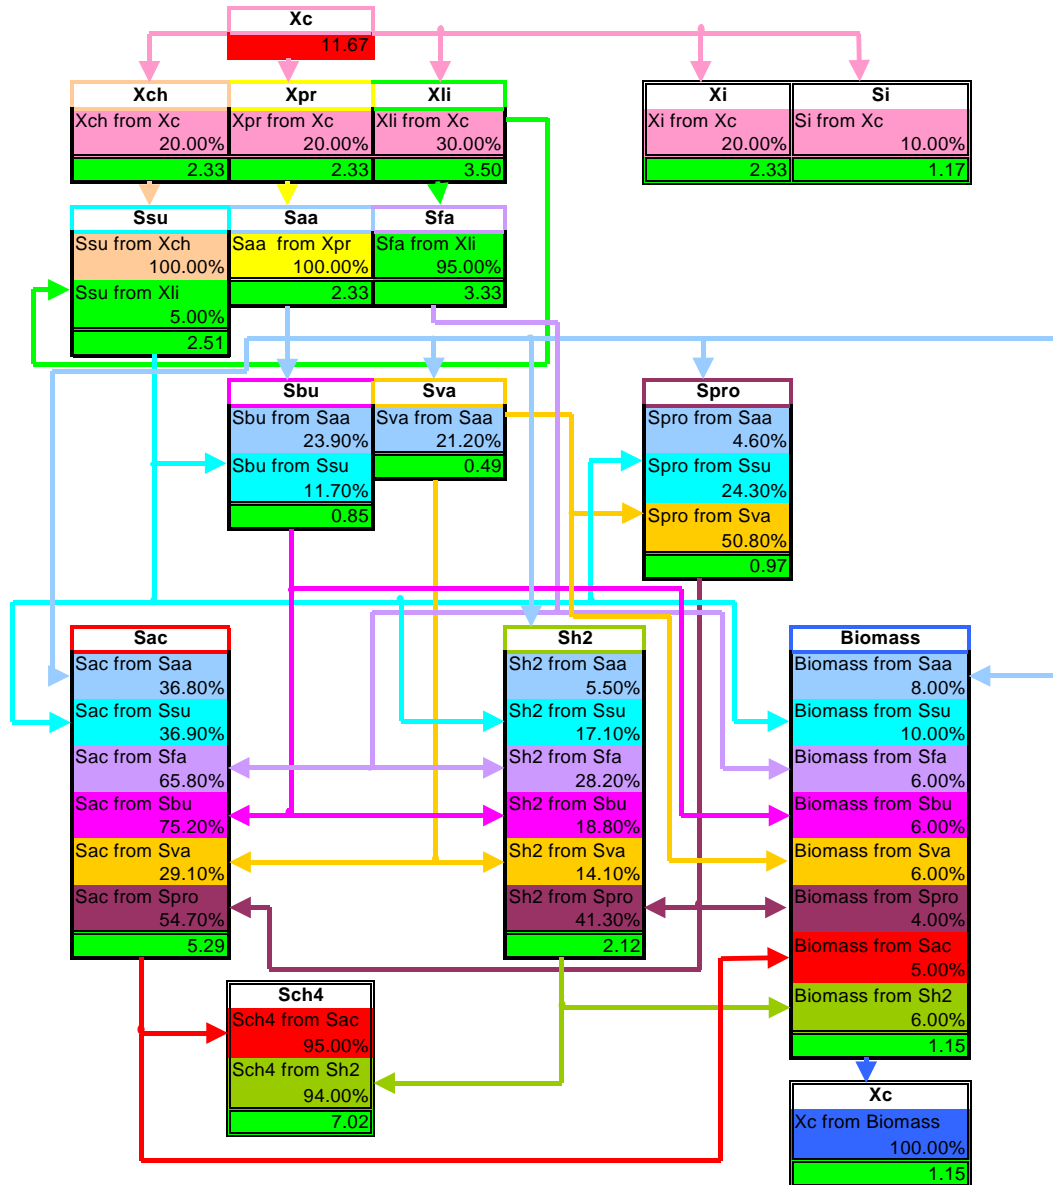 Xc
11.67
Xch
Xch from Xc
20.00%
2.33
Xpr
Xpr from Xc
20.00%
2.33
Xli
Xli from Xc
30.00%
3.50
Xi
Xi from Xc
20.00%
2.33
Si
Si from Xc
10.00%
1.17
Ssu
Ssu from Xch
100.00%
Ssu from Xli
5.00%
2.51
Saa
Saa from Xpr
100.00%
2.33
Sfa
Sfa from Xli
95.00%
3.33
Sbu
Sbu from Saa
23.90%
Sbu from Ssu
11.70%
0.85
Sva
Sva from Saa
21.20%
0.49
Spro
Spro from Saa
4.60%
Spro from Ssu
24.30%
Spro from Sva
50.80%
0.97
Sac
Sac from Saa
36.80%
Sac from Ssu
36.90%
Sac from Sfa
65.80%
Sac from Sbu
75.20%
Sac from Sva
29.10%
Sac from Spro
54.70%
5.29
Sh2
Sh2 from Saa
5.50%
Sh2 from Ssu
17.10%
Sh2 from Sfa
28.20%
Sh2 from Sbu
18.80%
Sh2 from Sva
14.10%
Sh2 from Spro
41.30%
2.12
Biomass
Biomass from Saa
8.00%
Biomass from Ssu
10.00%
Biomass from Sfa
6.00%
Biomass from Sbu
6.00%
Biomass from Sva
6.00%
Biomass from Spro
4.00%
Biomass from Sac
5.00%
Biomass from Sh2
6.00%
1.15
Sch4
Sch4 from Sac
95.00%
Sch4 from Sh2
94.00%
7.02
Xc
Xc from Biomass
100.00%
1.15